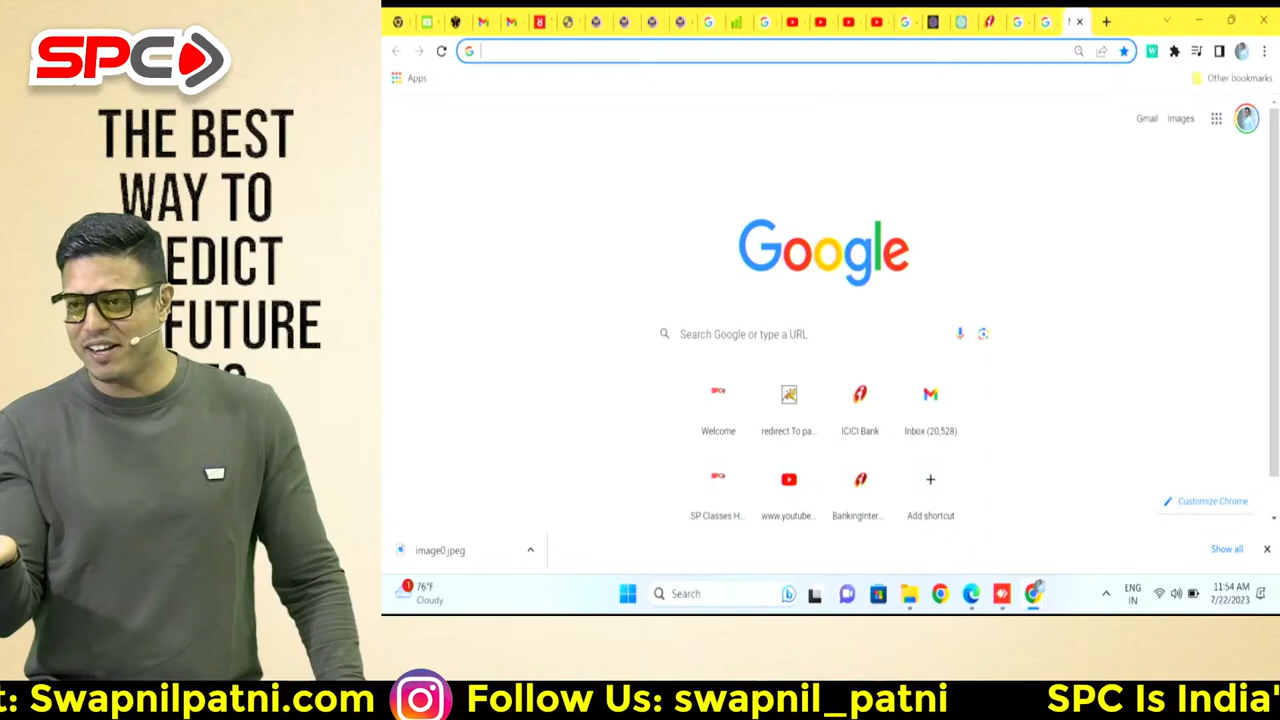 SPC
THE BEST
WAY TO
EDICT
FUTURE
Apps
Other bookmarks
Gmail
Images
Google
Search Google or type a URL
Welcome
redirect To pa...
ICICI Bank
Inbox (20,528)
SP Classes H...
www.youtube...
BankingInter...
Add shortcut
Customize Chrome
image0.jpeg
Show all
1
76°F
Cloudy
Search
ENG
IN
11:54 AM
7/22/2023
t: Swapnilpatni.com
Follow Us: swapnil_patni
SPC Is India'